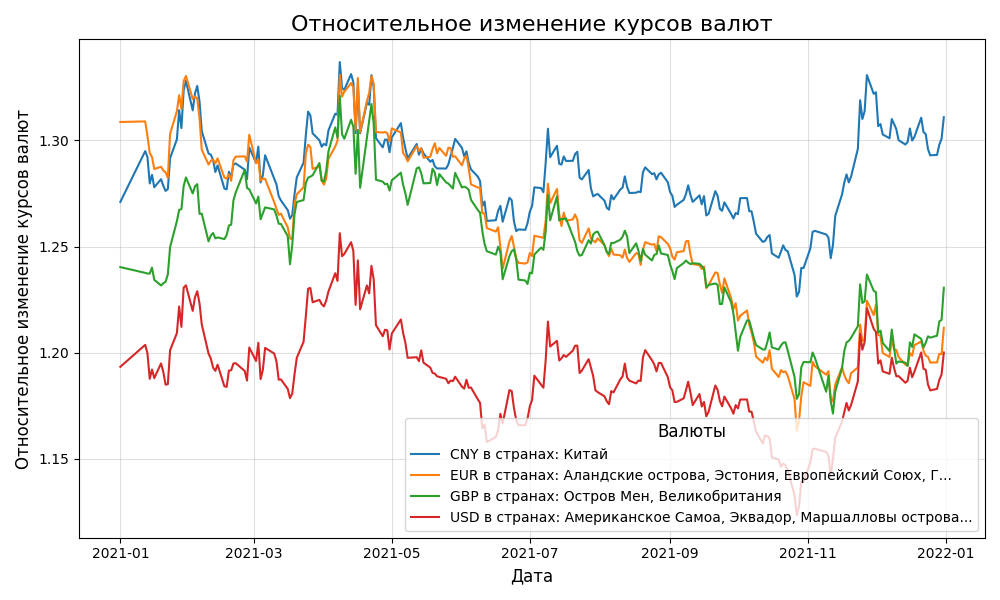 Относительное изменение курсов валют
Относительное изменение курсов валют
1.30
1.25
1.20
1.15
Валюты
CNY в странах: Китай
EUR в странах: Аландские острова, Эстония, Европейский Союз, Г...
GBP в странах: Остров Мен, Великобритания
USD в странах: Американское Самоа, Эквадор, Маршалловы острова...
2021-01 2021-03 2021-05 2021-07 2021-09 2021-11 2022-01
Дата